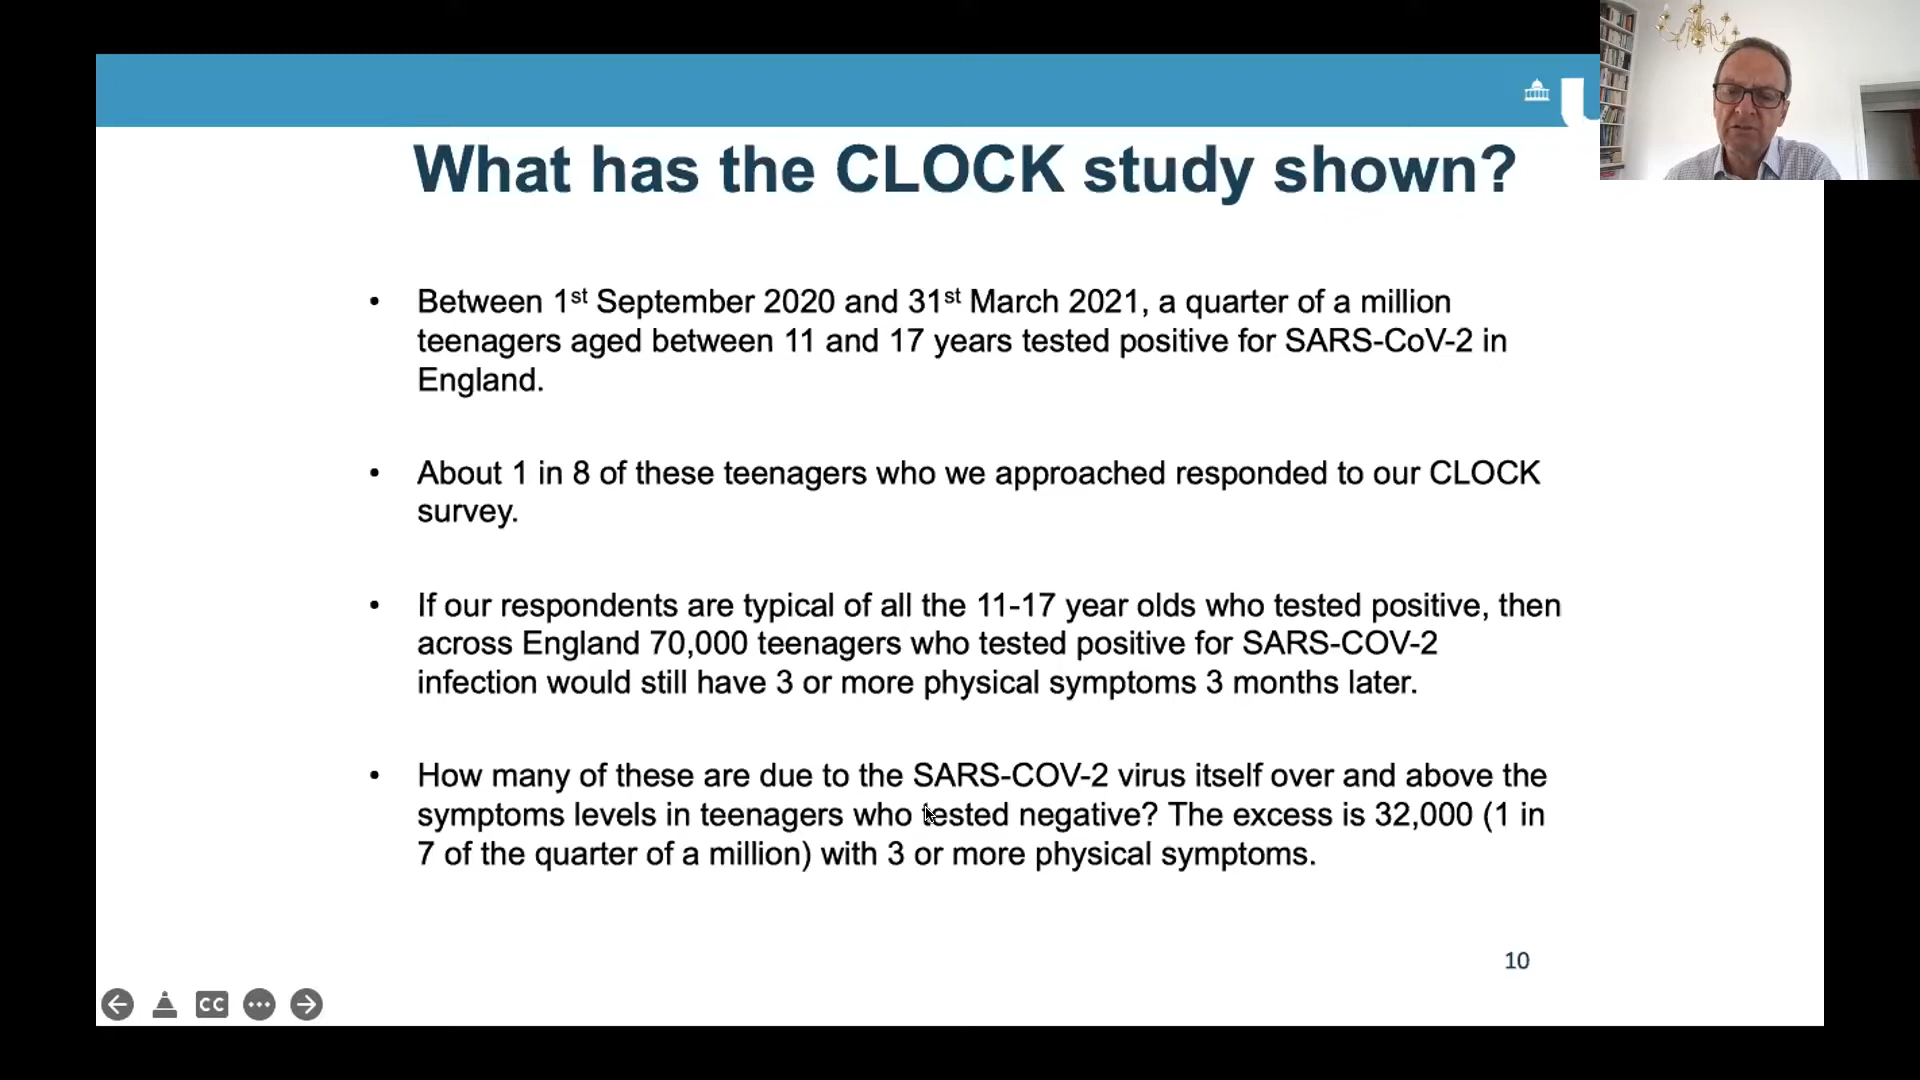 What has the CLOCK study shown?
• Between 1st September 2020 and 31st March 2021, a quarter of a million
teenagers aged between 11 and 17 years tested positive for SARS-CoV-2 in
England.
• About 1 in 8 of these teenagers who we approached responded to our CLOCK
survey.
• If our respondents are typical of all the 11-17 year olds who tested positive, then
across England 70,000 teenagers who tested positive for SARS-COV-2
infection would still have 3 or more physical symptoms 3 months later.
• How many of these are due to the SARS-COV-2 virus itself over and above the
symptoms levels in teenagers who tested negative? The excess is 32,000 (1 in
7 of the quarter of a million) with 3 or more physical symptoms.
10
CC